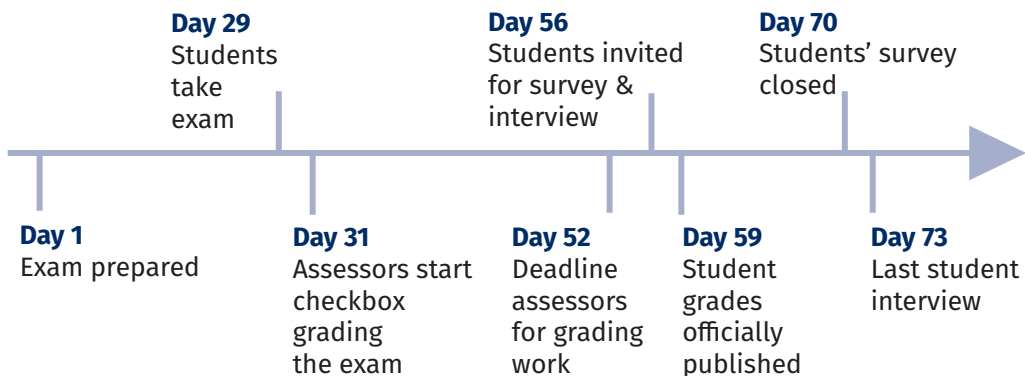 Day 29
Students
take
exam
Day 56
Students invited
for survey &
interview
Day 70
Students’ survey
closed
Day 1
Exam prepared
Day 31
Assessors start
checkbox
grading
the exam
Day 52
Deadline
assessors
for grading
work
Day 59
Student
grades
officially
published
Day 73
Last student
interview